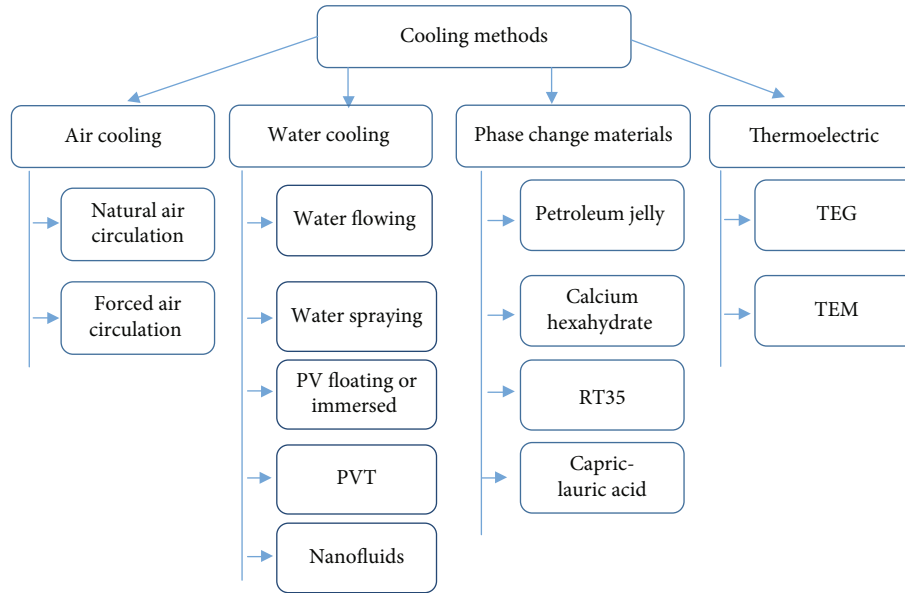 Cooling methods
Air cooling
Natural air
circulation
Forced air
circulation
Water cooling
Water flowing
Water spraying
PV floating or
immersed
PVT
Nanofluids
Phase change materials
Petroleum jelly
Calcium
hexahydrate
RT35
Capric-
lauric acid
Thermoelectric
TEG
TEM